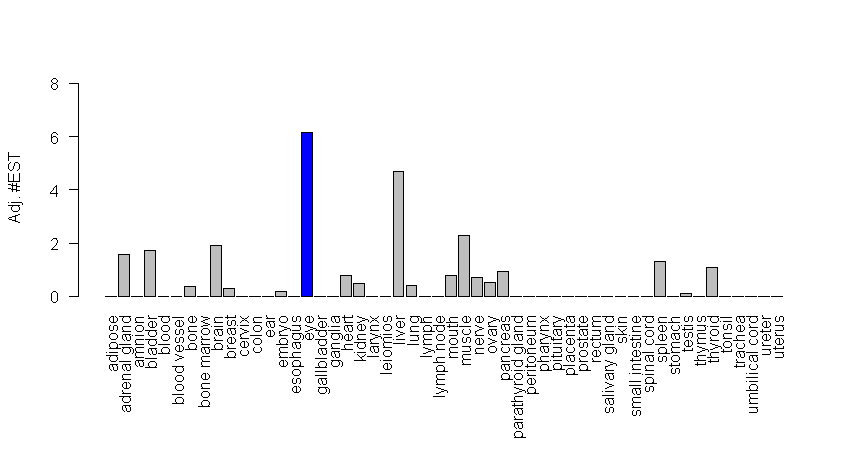 Adj. #EST
8
6
4
2
0
adipose
adrenal gland
amnion
bladder
blood
blood vessel
bone
bone marrow
brain
breast
cervix
colon
ear
embryo
esophagus
eye
gallbladder
ganglia
heart
kidney
larynx
leiomios
liver
lung
lymph
lymph node
mouth
muscle
nerve
ovary
pancreas
parathyroid gland
peritoneum
pharynx
pituitary
placenta
prostate
rectum
salivary gland
skin
small intestine
spinal cord
spleen
stomach
testis
thymus
thyroid
tonsil
trachea
umbilical cord
ureter
uterus